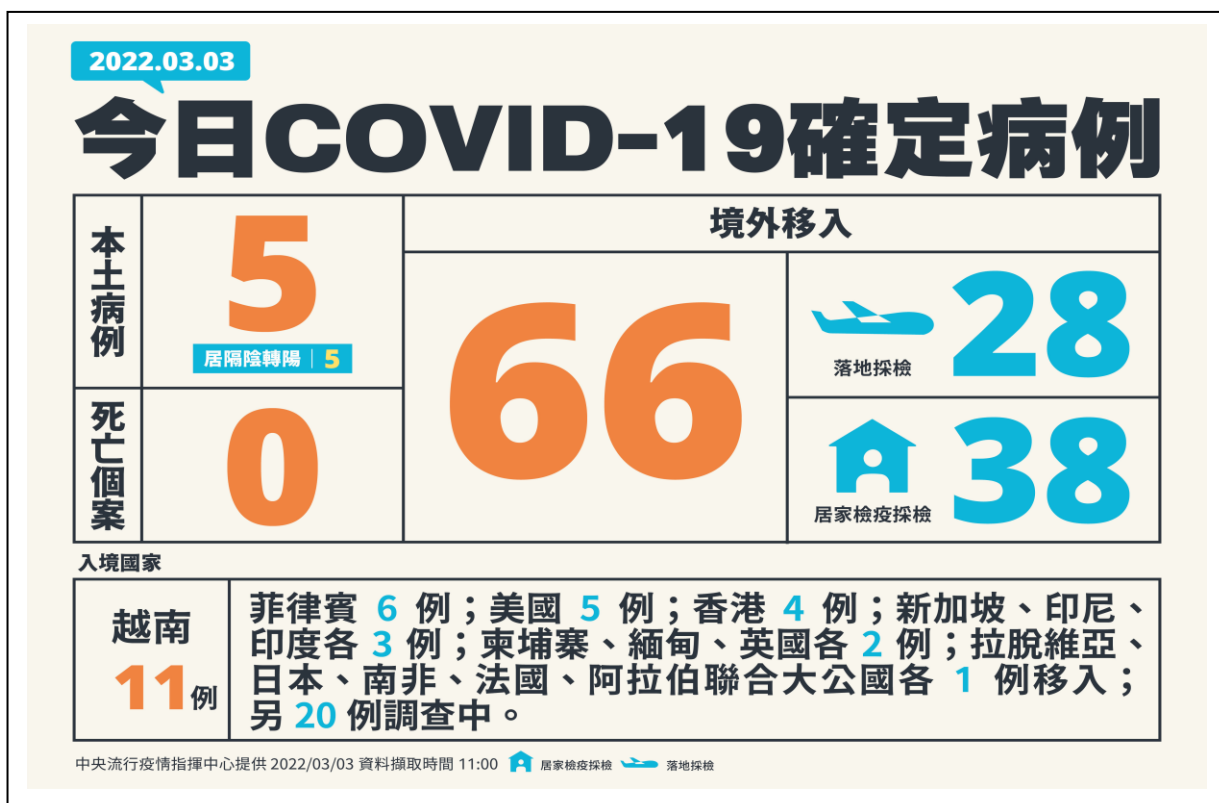 2022.03.03
今日COVID-19確定病例
本土病例
5
居隔陰轉陽｜5
死亡個案
0
境外移入
66
落地採檢
28
居家檢疫採檢
38
入境國家
越南
11例
菲律賓 6 例；美國 5 例；香港 4 例；新加坡、印尼、
印度各 3 例；柬埔寨、緬甸、英國各 2 例；拉脫維亞、
日本、南非、法國、阿拉伯聯合大公國各 1 例移入；
另 20 例調查中。
中央流行疫情指揮中心提供 2022/03/03 資料擷取時間 11:00 居家檢疫採檢 落地採檢